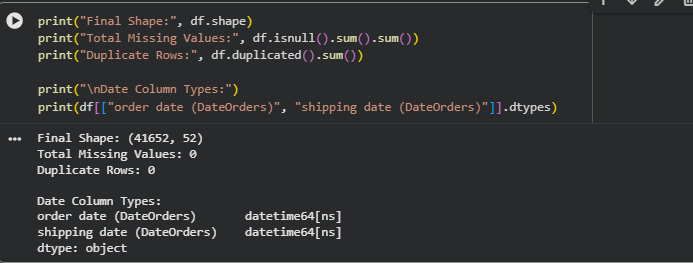 print("Final Shape:", df.shape)
print("Total Missing Values:", df.isnull().sum().sum())
print("Duplicate Rows:", df.duplicated().sum())
print("\nDate Column Types:")
print(df[["order date (DateOrders)", "shipping date (DateOrders)"]].dtypes)
Final Shape: (41652, 52)
Total Missing Values: 0
Duplicate Rows: 0
Date Column Types:
order date (DateOrders)       datetime64[ns]
shipping date (DateOrders)    datetime64[ns]
dtype: object